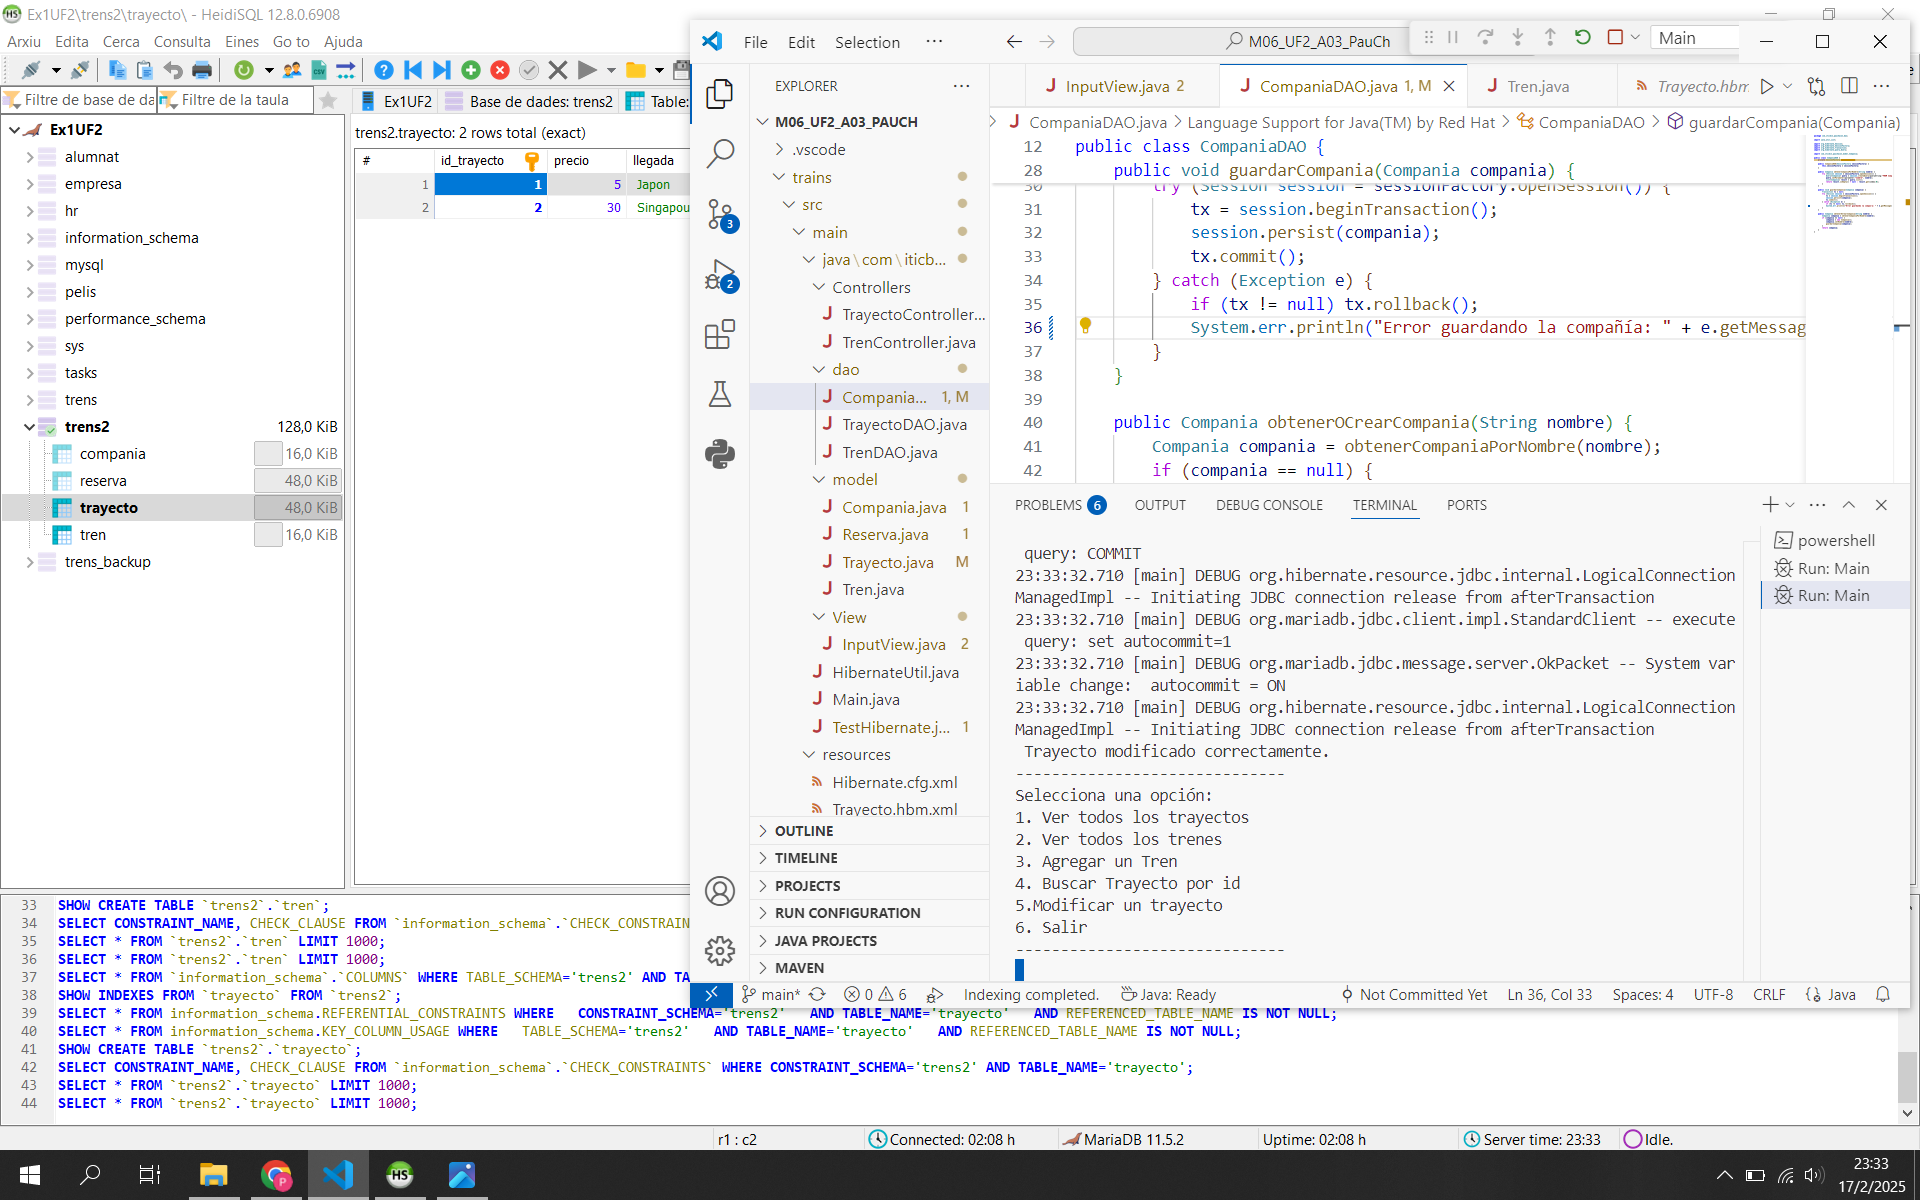 Ex1UF2\trens2\trayecto\ - HeidiSQL 12.8.0.6908
Arxiu Edita Cerca Consulta Eines Go to Ajuda
Filtre de base de da
Filtre de la taula
Ex1UF2
Base de dades: trens2
Table:
Ex1UF2
alumnat
empresa
hr
information_schema
mysql
pelis
performance_schema
sys
tasks
trens
trens2 128,0 KiB
compania 16,0 KiB
reserva 48,0 KiB
trayecto 48,0 KiB
tren 16,0 KiB
trens_backup
trens2.trayecto: 2 rows total (exact)
# id_trayecto precio llegada
1 1 5 Japon
2 2 30 Singapou
File Edit Selection ···
M06_UF2_A03_PauCh
Main
EXPLORER
M06_UF2_A03_PAUCH
.vscode
trains
src
main
java\com\iticb...
Controllers
TrayectoController...
TrenController.java
dao
Compania... 1, M
TrayectoDAO.java
TrenDAO.java
model
Compania.java 1
Reserva.java 1
Trayecto.java M
Tren.java
View
InputView.java 2
HibernateUtil.java
Main.java
TestHibernate.j... 1
resources
Hibernate.cfg.xml
Trayecto.hbm.xml
OUTLINE
TIMELINE
PROJECTS
RUN CONFIGURATION
JAVA PROJECTS
MAVEN
3
2
InputView.java 2
CompaniaDAO.java 1, M
Tren.java
Trayecto.hbm
CompaniaDAO.java > Language Support for Java(TM) by Red Hat > CompaniaDAO > guardarCompania(Compania)
12 public class CompaniaDAO {
28 public void guardarCompania(Compania compania) {
30 try (Session session = sessionFactory.openSession()) {
31 tx = session.beginTransaction();
32 session.persist(compania);
33 tx.commit();
34 } catch (Exception e) {
35 if (tx != null) tx.rollback();
36 System.err.println("Error guardando la compañía: " + e.getMessag
37 }
38 }
39
40 public Compania obtenerOCrearCompania(String nombre) {
41 Compania compania = obtenerCompaniaPorNombre(nombre);
42 if (compania == null) {
PROBLEMS 6 OUTPUT DEBUG CONSOLE TERMINAL PORTS
powershell
Run: Main
Run: Main
query: COMMIT
23:33:32.710 [main] DEBUG org.hibernate.resource.jdbc.internal.LogicalConnection
ManagedImpl -- Initiating JDBC connection release from afterTransaction
23:33:32.710 [main] DEBUG org.mariadb.jdbc.client.impl.StandardClient -- execute
query: set autocommit=1
23:33:32.710 [main] DEBUG org.mariadb.jdbc.message.server.OkPacket -- System var
iable change:  autocommit = ON
23:33:32.710 [main] DEBUG org.hibernate.resource.jdbc.internal.LogicalConnection
ManagedImpl -- Initiating JDBC connection release from afterTransaction
Trayecto modificado correctamente.
------------------------------
Selecciona una opción:
1. Ver todos los trayectos
2. Ver todos los trenes
3. Agregar un Tren
4. Buscar Trayecto por id
5.Modificar un trayecto
6. Salir
------------------------------
main* 0 6 Indexing completed. Java: Ready Not Committed Yet Ln 36, Col 33 Spaces: 4 UTF-8 CRLF Java
33 SHOW CREATE TABLE `trens2`.`tren`;
34 SELECT CONSTRAINT_NAME, CHECK_CLAUSE FROM `information_schema`.`CHECK_CONSTRAIN
35 SELECT * FROM `trens2`.`tren` LIMIT 1000;
36 SELECT * FROM `trens2`.`tren` LIMIT 1000;
37 SELECT * FROM `information_schema`.`COLUMNS` WHERE TABLE_SCHEMA='trens2' AND TA
38 SHOW INDEXES FROM `trayecto` FROM `trens2`;
39 SELECT * FROM information_schema.REFERENTIAL_CONSTRAINTS WHERE   CONSTRAINT_SCHEMA='trens2'   AND TABLE_NAME='trayecto'   AND REFERENCED_TABLE_NAME IS NOT NULL;
40 SELECT * FROM information_schema.KEY_COLUMN_USAGE WHERE   TABLE_SCHEMA='trens2'   AND TABLE_NAME='trayecto'   AND REFERENCED_TABLE_NAME IS NOT NULL;
41 SHOW CREATE TABLE `trens2`.`trayecto`;
42 SELECT CONSTRAINT_NAME, CHECK_CLAUSE FROM `information_schema`.`CHECK_CONSTRAINTS` WHERE CONSTRAINT_SCHEMA='trens2' AND TABLE_NAME='trayecto';
43 SELECT * FROM `trens2`.`trayecto` LIMIT 1000;
44 SELECT * FROM `trens2`.`trayecto` LIMIT 1000;
r1 : c2 Connected: 02:08 h MariaDB 11.5.2 Uptime: 02:08 h Server time: 23:33 Idle.
23:33
17/2/2025